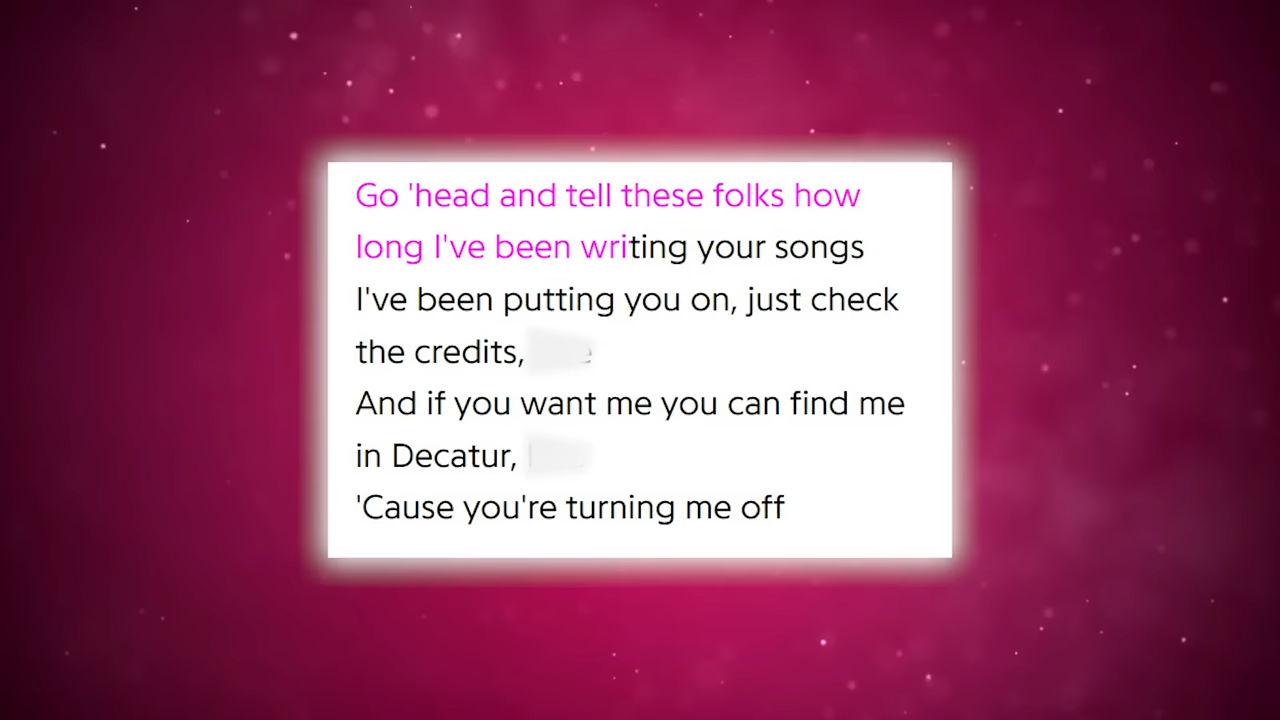 Go 'head and tell these folks how
long I've been writing your songs
I've been putting you on, just check
the credits,
And if you want me you can find me
in Decatur,
'Cause you're turning me off